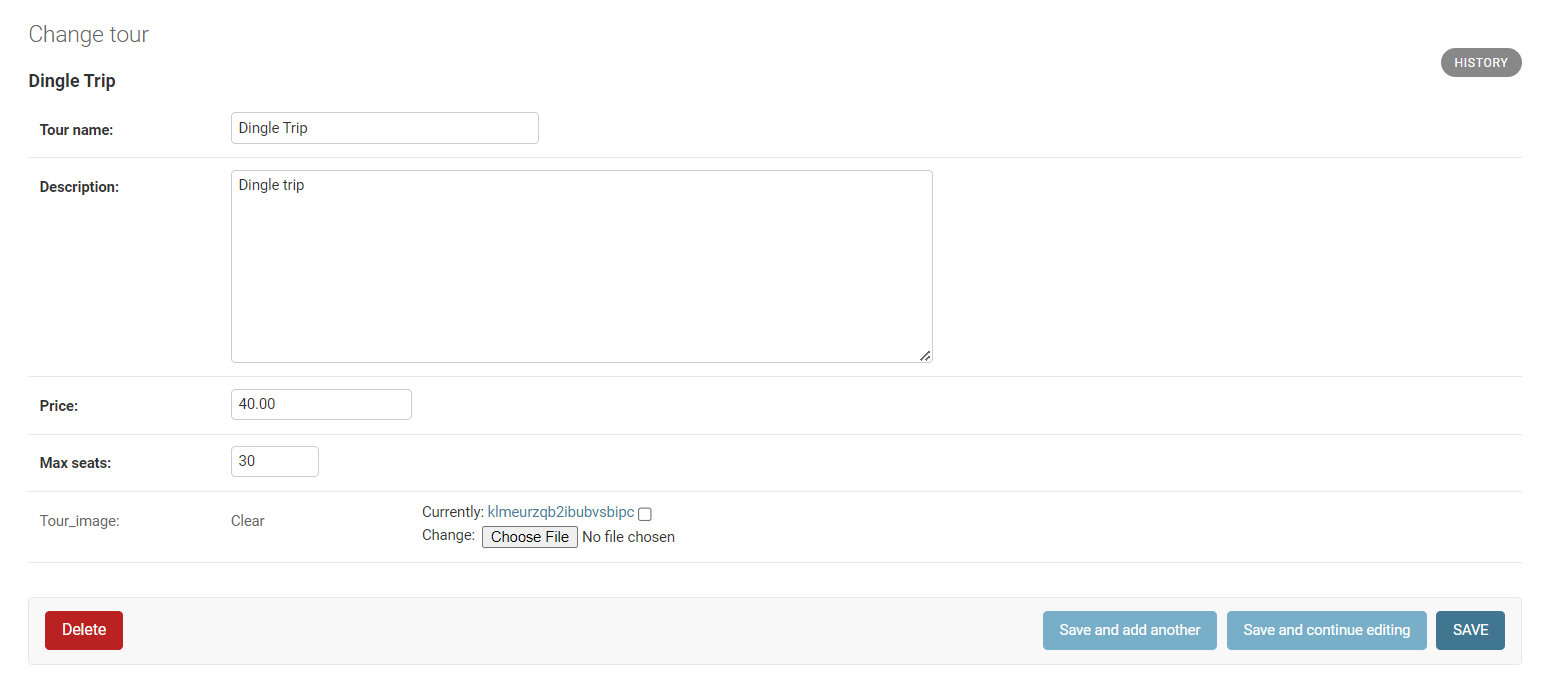 Change tour
HISTORY
Dingle Trip
Tour name: Dingle Trip
Description: Dingle trip
Price: 40.00
Max seats: 30
Tour_image: Clear Currently: klmeurzqb2ibubvsbipc
Change: Choose File No file chosen
Delete Save and add another Save and continue editing SAVE